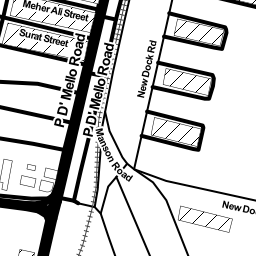 Meher Ali Street
Surat Street
P. D' Mello Road
P.D'.Mello Road
New Dock Rd
Manson Road
New Do